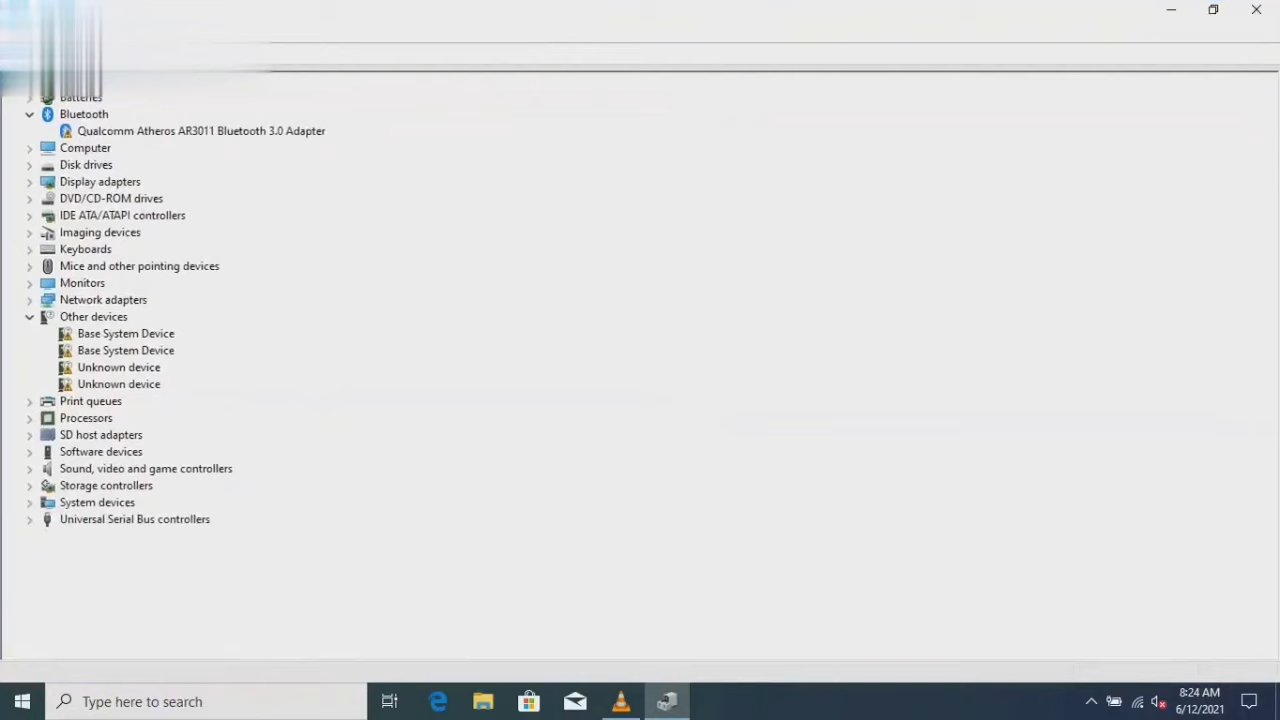 Batteries
Bluetooth
Qualcomm Atheros AR3011 Bluetooth 3.0 Adapter
Computer
Disk drives
Display adapters
DVD/CD-ROM drives
IDE ATA/ATAPI controllers
Imaging devices
Keyboards
Mice and other pointing devices
Monitors
Network adapters
Other devices
Base System Device
Base System Device
Unknown device
Unknown device
Print queues
Processors
SD host adapters
Software devices
Sound, video and game controllers
Storage controllers
System devices
Universal Serial Bus controllers
Type here to search
8:24 AM
6/12/2021